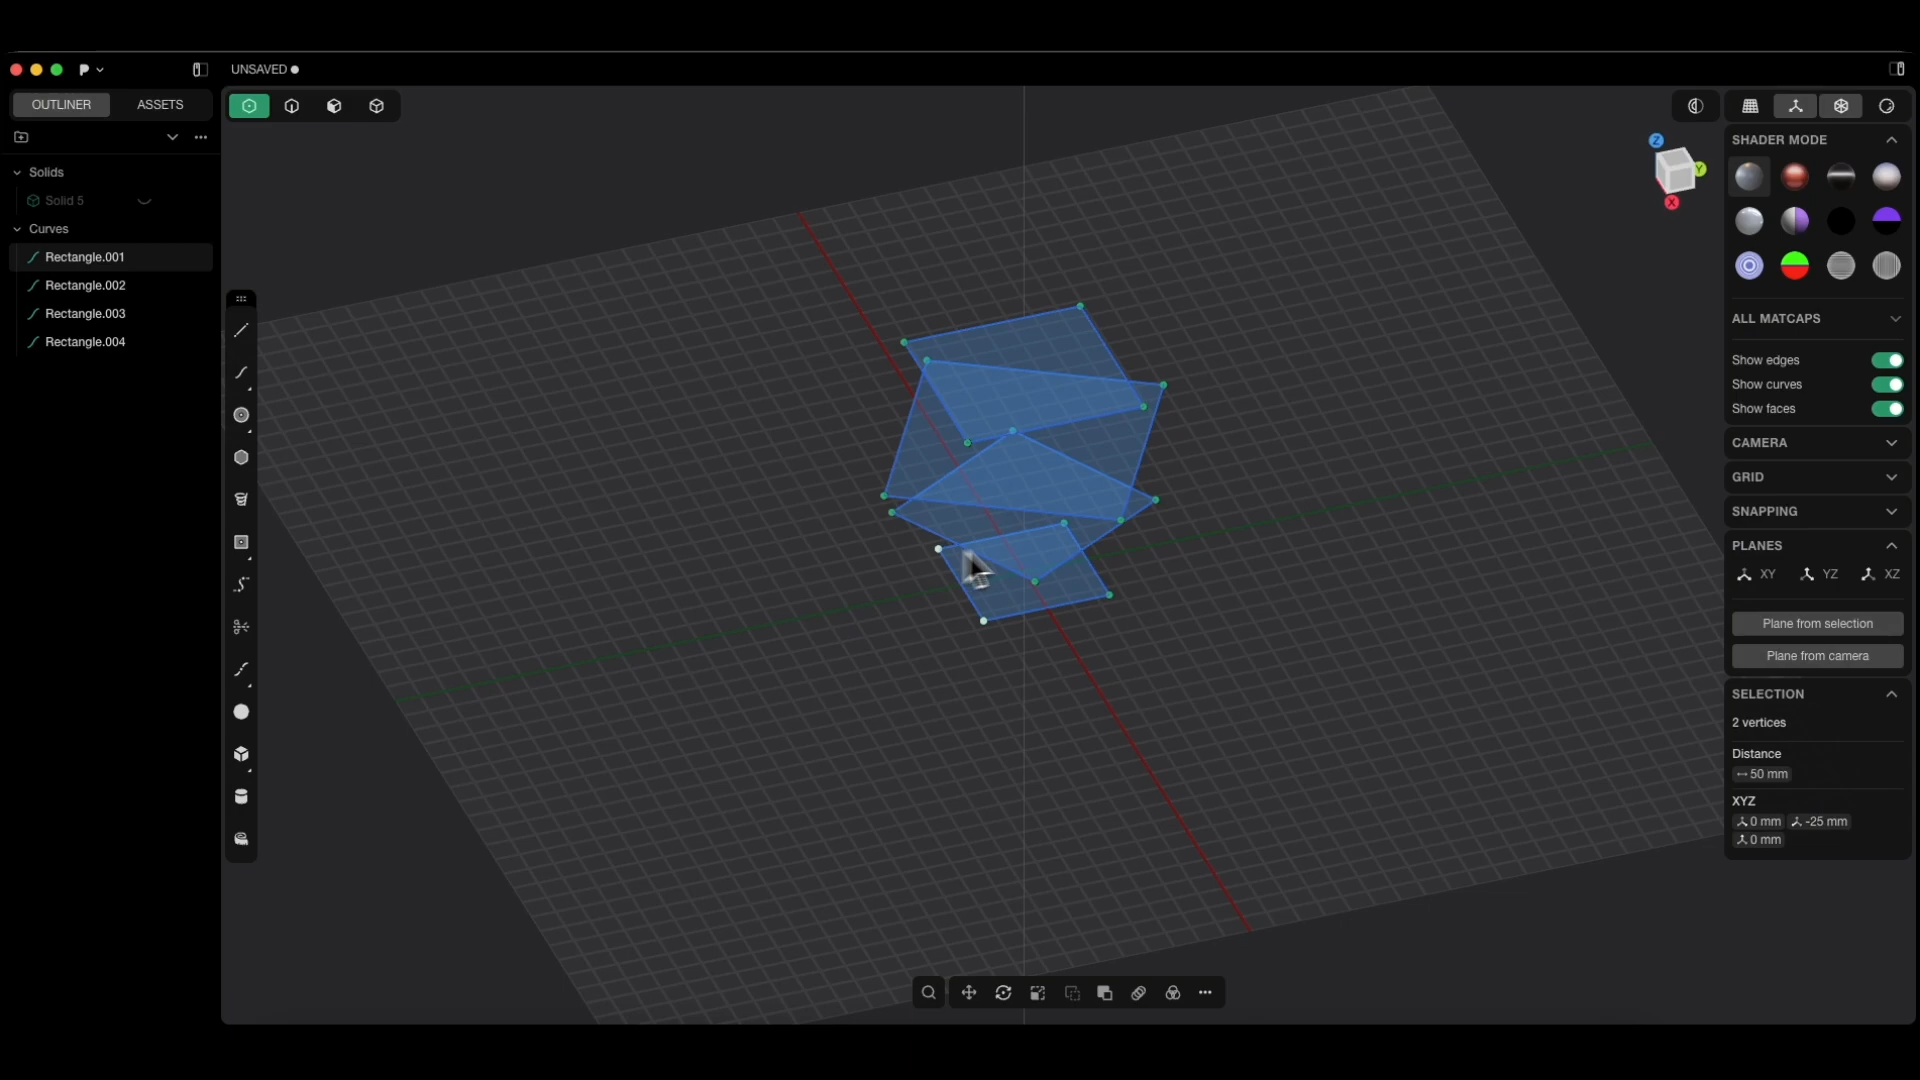 UNSAVED
OUTLINER
ASSETS
Solids
Solid 5
Curves
Rectangle.001
Rectangle.002
Rectangle.003
Rectangle.004
Z
Y
X
SHADER MODE
ALL MATCAPS
Show edges
Show curves
Show faces
CAMERA
GRID
SNAPPING
PLANES
XY
YZ
XZ
Plane from selection
Plane from camera
SELECTION
2 vertices
Distance
50 mm
XYZ
0 mm
-25 mm
0 mm